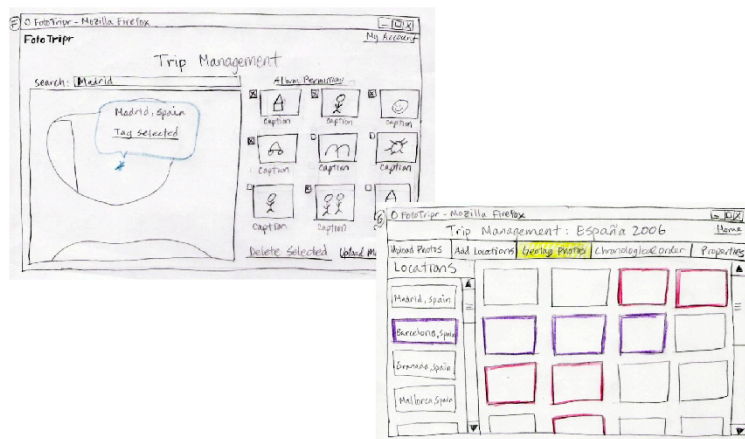 FotoTripr - Mozilla Firefox
FotoTripr
My Account
Trip Management
Search: Madrid
Album Permissions
Madrid, Spain
Tag Selected
caption caption caption
caption caption caption
caption caption
Delete Selected Upload
FotoTripr - Mozilla Firefox
Trip Management: España 2006
Home
Upload Photos Add Locations Geotag Photos Chronological Order Properties
Locations
Madrid, Spain
Barcelona, Spain
Granada, Spain
Mallorca, Spain